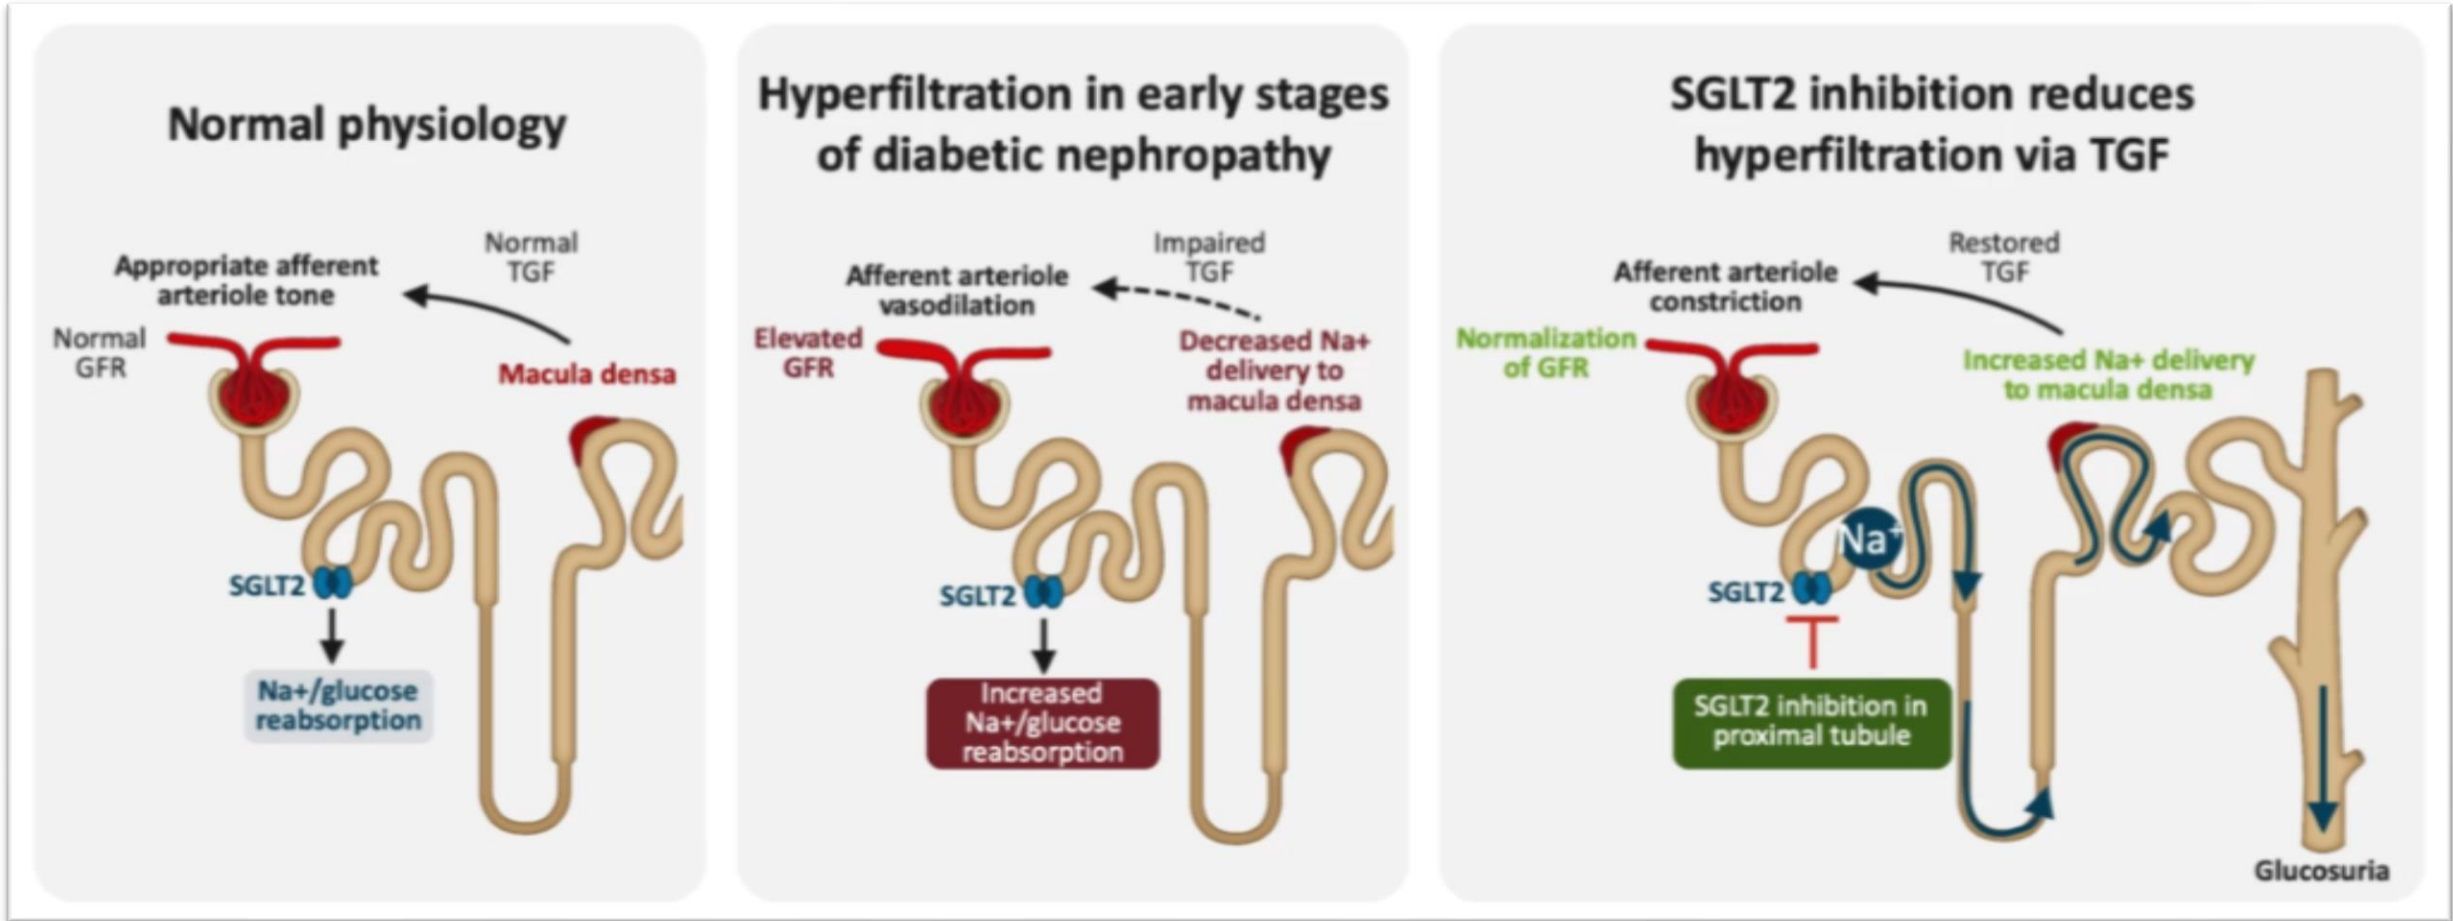 Normal physiology
Normal
TGF
Appropriate afferent
arteriole tone
Normal
GFR
Macula densa
SGLT2
Na+/glucose
reabsorption
Hyperfiltration in early stages
of diabetic nephropathy
Impaired
TGF
Afferent arteriole
vasodilation
Elevated
GFR
Decreased Na+
delivery to
macula densa
SGLT2
Increased
Na+/glucose
reabsorption
SGLT2 inhibition reduces
hyperfiltration via TGF
Restored
TGF
Afferent arteriole
constriction
Normalization
of GFR
Increased Na+ delivery
to macula densa
Na+
SGLT2
SGLT2 inhibition in
proximal tubule
Glucosuria